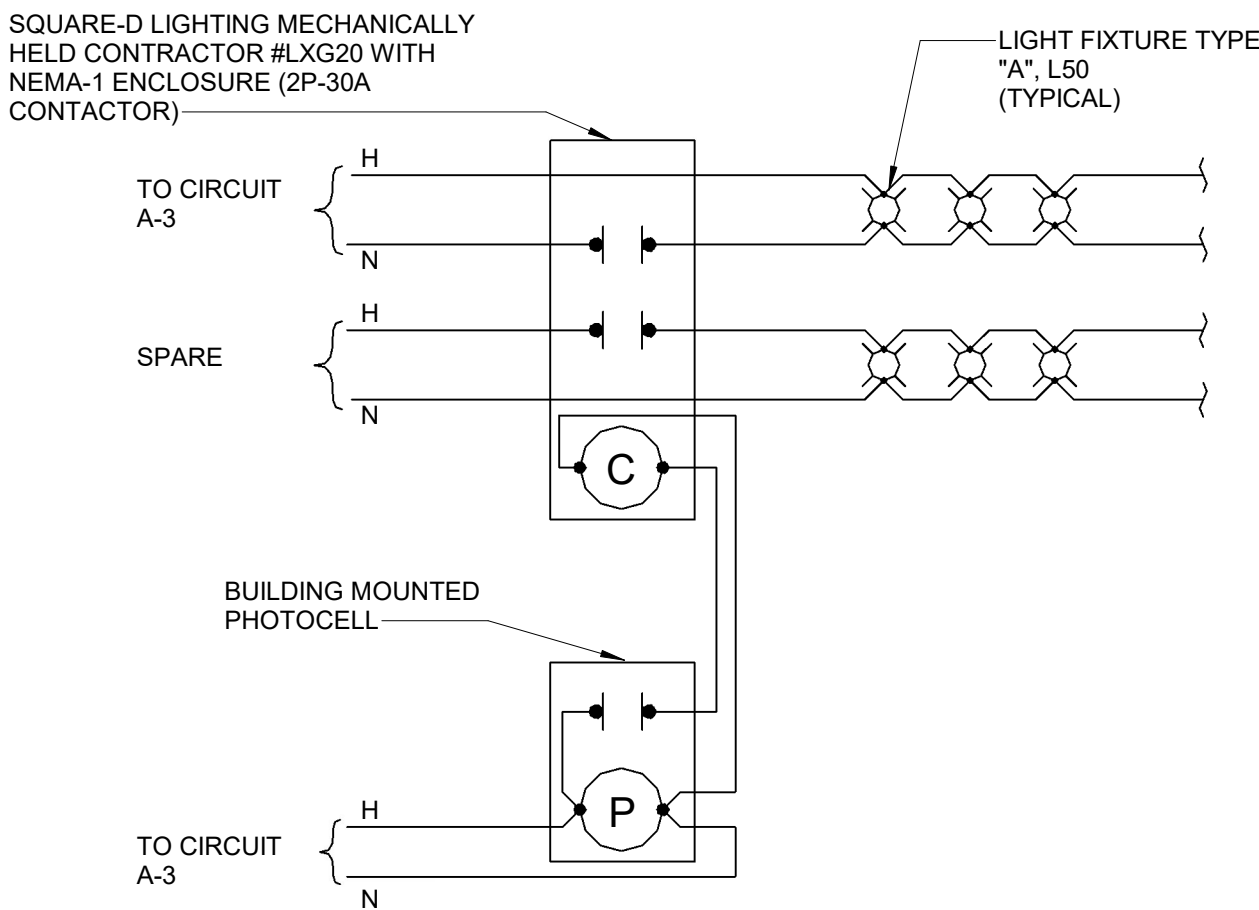 SQUARE-D LIGHTING MECHANICALLY
HELD CONTRACTOR #LXG20 WITH
NEMA-1 ENCLOSURE (2P-30A
CONTACTOR)
LIGHT FIXTURE TYPE
"A", L50
(TYPICAL)
H
TO CIRCUIT
A-3
N
H
SPARE
N
C
BUILDING MOUNTED
PHOTOCELL
P
H
TO CIRCUIT
A-3
N